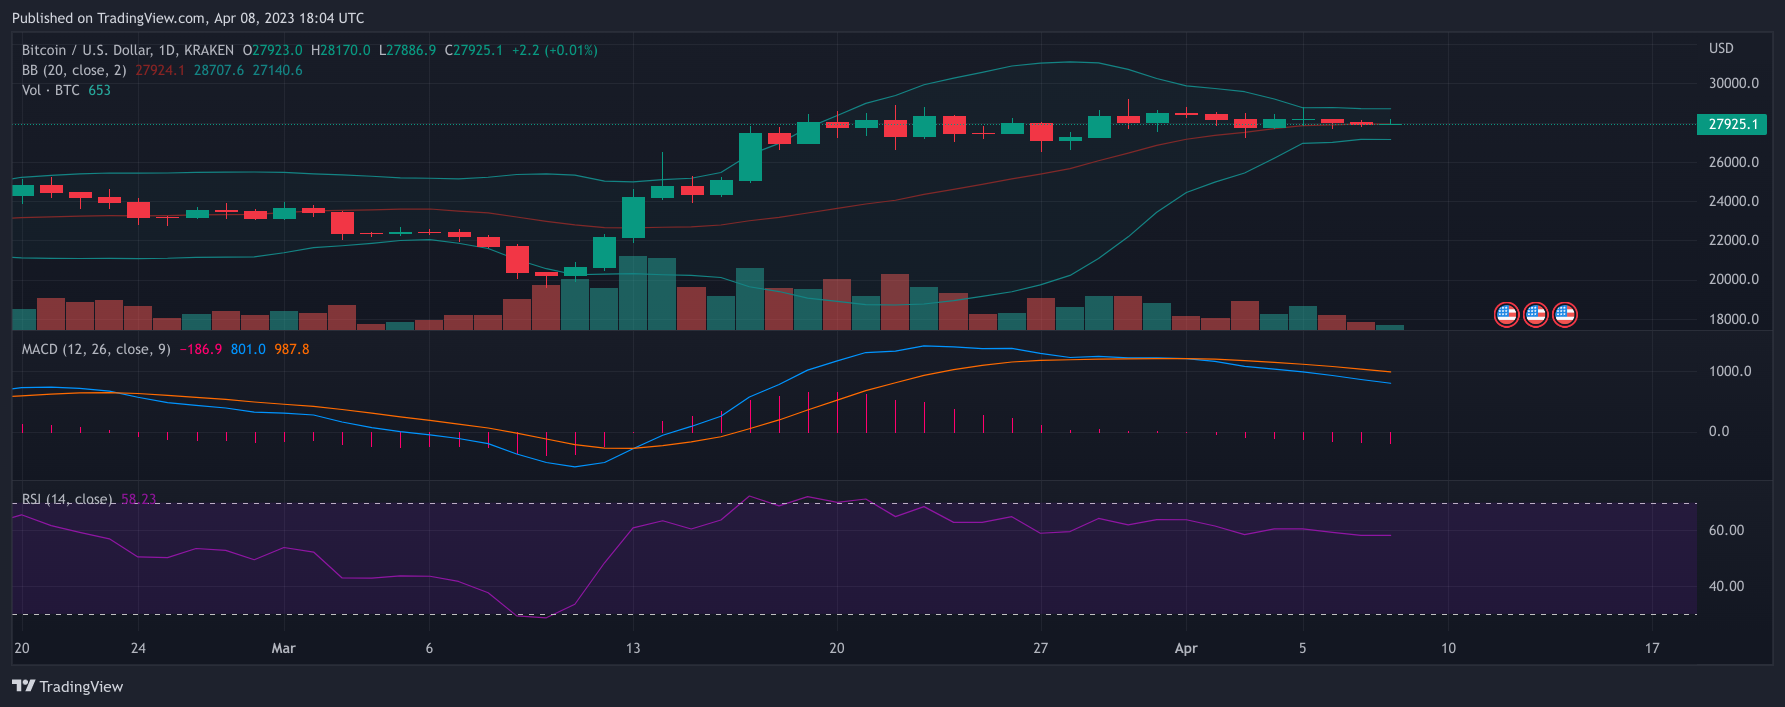 Published on TradingView.com, Apr 08, 2023 18:04 UTC
Bitcoin / U.S. Dollar, 1D, KRAKEN O27923.0 H28170.0 L27886.9 C27925.1 +2.2 (+0.01%)
USD
BB (20, close, 2) 27924.1 28707.6 27140.6
30000.0
Vol · BTC 653
27925.1
26000.0
24000.0
22000.0
20000.0
18000.0
MACD (12, 26, close, 9) −186.9 801.0 987.8
1000.0
0.0
RSI (14, close) 58.23
60.00
40.00
20 24 Mar 6 13 20 27 Apr 5 10 17
TradingView